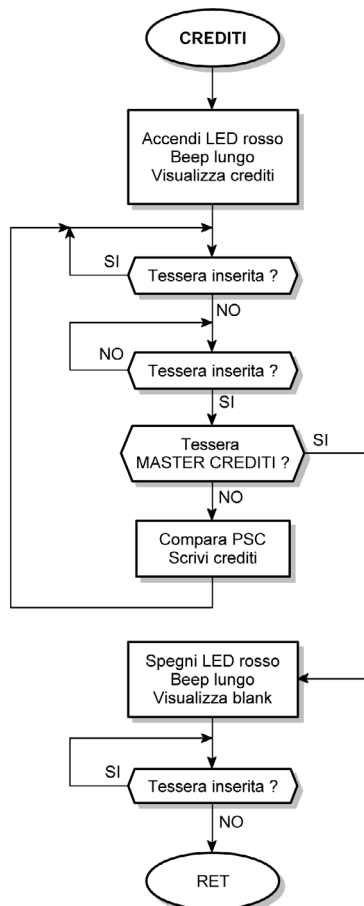 CREDITI
Accendi LED rosso
Beep lungo
Visualizza crediti
SI
Tessera inserita ?
NO
NO
Tessera inserita ?
SI
Tessera
MASTER CREDITI ?
SI
NO
Compara PSC
Scrivi crediti
Spegni LED rosso
Beep lungo
Visualizza blank
SI
Tessera inserita ?
NO
RET